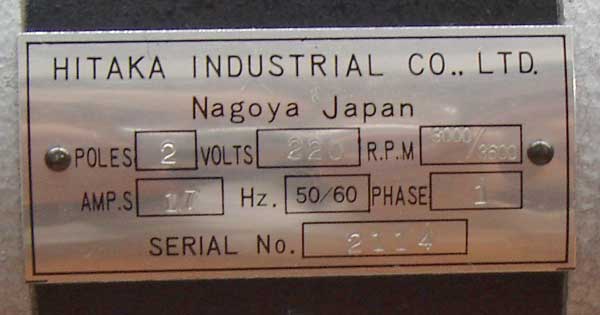 HITAKA INDUSTRIAL CO., LTD.
Nagoya Japan
POLES 2 VOLTS 220 R.P.M 3000/3600
AMP.S 17 Hz. 50/60 PHASE 1
SERIAL No. 2114